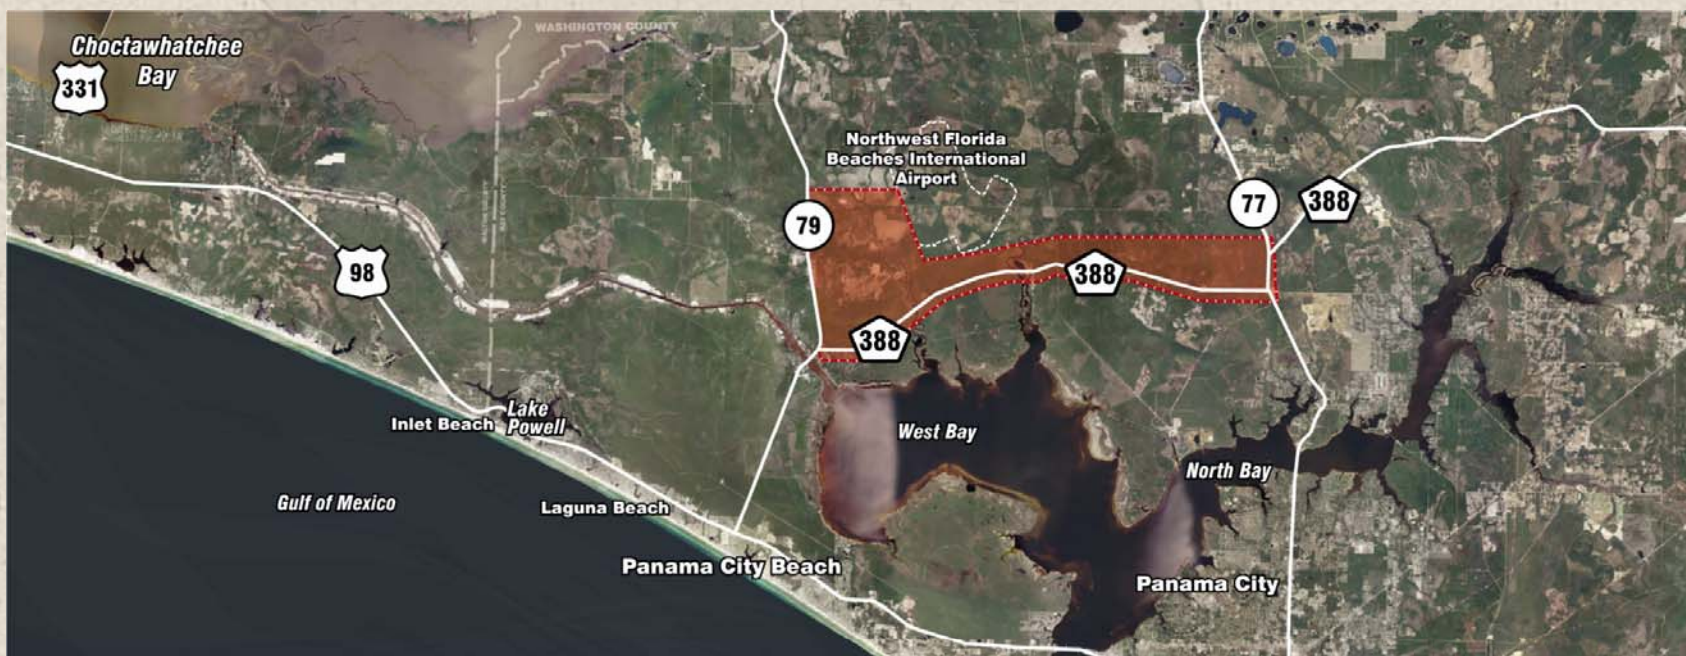 WASHINGTON COUNTY
Choctawhatchee
Bay
331
Northwest Florida
Beaches International
Airport
79
77
388
98
388
388
Lake
Powell
Inlet Beach
West Bay
North Bay
Gulf of Mexico
Laguna Beach
Panama City Beach
Panama City